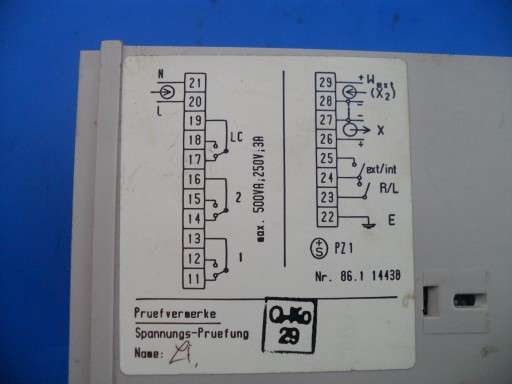 N
21
20
L
19
18
17
LC
16
15
14
2
13
12
11
1
max. 500VA;250V;3A
29
28
27
26
25
24
23
22
+ Wext
(X2)
-
-
X
+
ext/int
R/L
E
+
S
PZ1
Nr. 86.1 14438
Pruefvermerke
Spannungs-Pruefung
Name:
Q-Ko
29